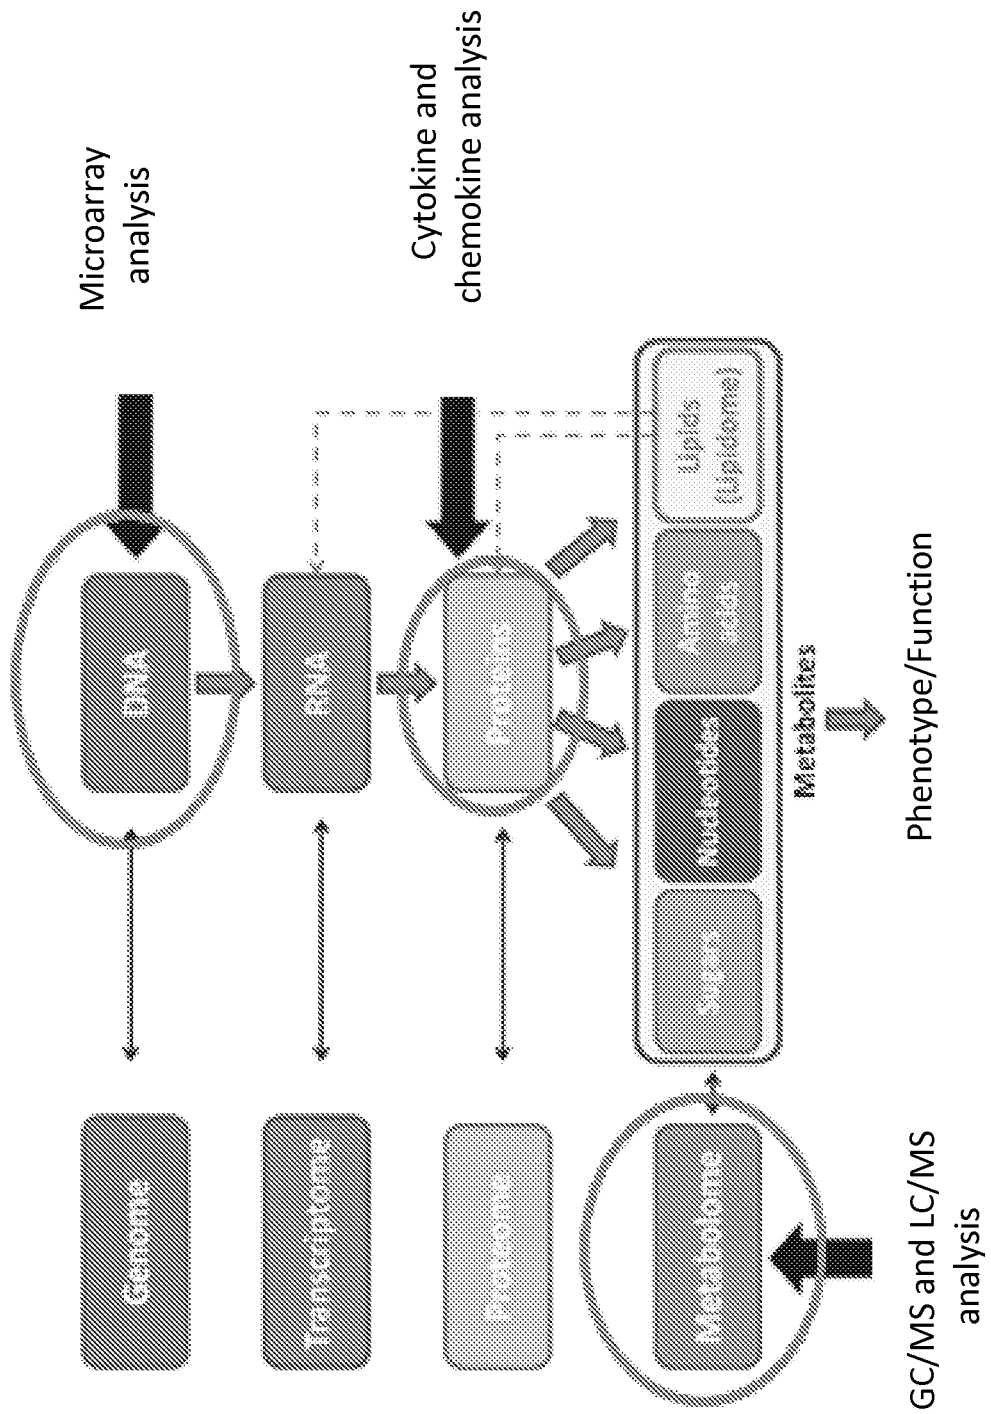 Microarray
analysis
Genome
DNA
Transcriptome
RNA
Cytokine and
chemokine analysis
Proteome
Proteins
Metabolome
Sugars
Nucleotides
Amino
acids
Lipids
(Lipidome)
Metabolites
GC/MS and LC/MS
analysis
Phenotype/Function